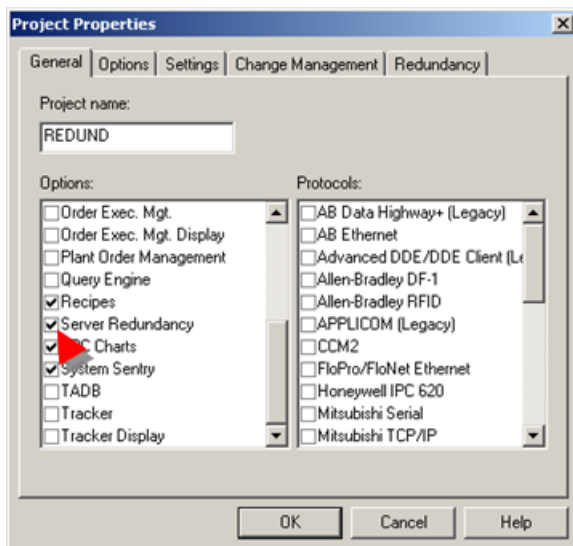 Project Properties
General Options Settings Change Management Redundancy
Project name:
REDUND
Options:
Order Exec. Mgt.
Order Exec. Mgt. Display
Plant Order Management
Query Engine
Recipes
Server Redundancy
Charts
System Sentry
TADB
Tracker
Tracker Display
Protocols:
AB Data Highway+ (Legacy)
AB Ethernet
Advanced DDE/DDE Client (Le
Allen-Bradley DF-1
Allen-Bradley RFID
APPLICOM (Legacy)
CCM2
FloPro/FloNet Ethernet
Honeywell IPC 620
Mitsubishi Serial
Mitsubishi TCP/IP
OK Cancel Help